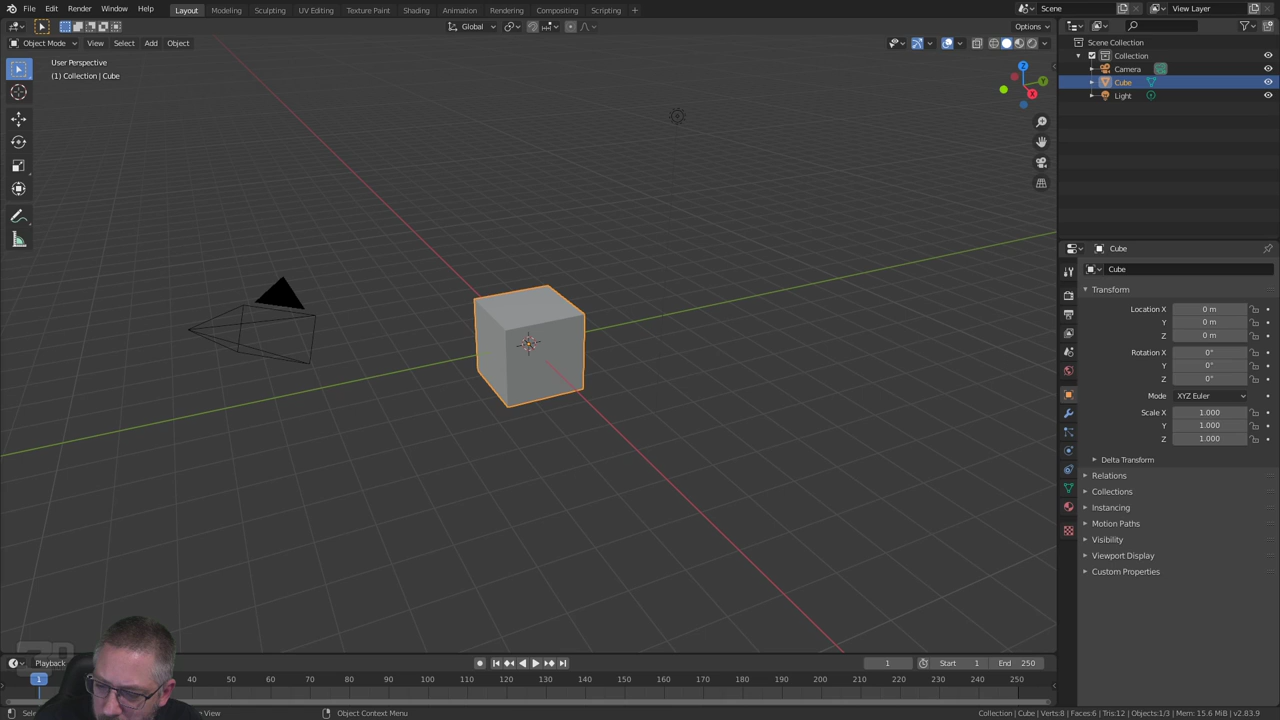 File Edit Render Window Help Layout Modeling Sculpting UV Editing Texture Paint Shading Animation Rendering Compositing Scripting + Scene View Layer
Global Options
Object Mode View Select Add Object
User Perspective
(1) Collection | Cube
Z
Y
X
Scene Collection
Collection
Camera
Cube
Light
Cube
Cube
Transform
Location X 0 m
Y 0 m
Z 0 m
Rotation X 0°
Y 0°
Z 0°
Mode XYZ Euler
Scale X 1.000
Y 1.000
Z 1.000
Delta Transform
Relations
Collections
Instancing
Motion Paths
Visibility
Viewport Display
Custom Properties
Playback 1 Start 1 End 250
1 40 50 60 70 80 90 100 110 120 130 140 150 160 170 180 190 200 210 220 230 240 250
View Object Context Menu Collection | Cube | Verts:8 | Faces:6 | Tris:12 | Objects:1/3 | Mem: 15.6 MiB | v2.83.9